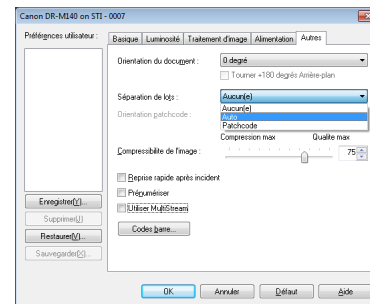 Canon DR-M140 on STI - 0007
Préférences utilisateur :
Basique Luminosité Traitement d'image Alimentation Autres
Orientation du document :
0 degré
Tourner +180 degrés Arrière-plan
Séparation de lots :
Aucun(e)
Aucun(e)
Orientation patchcode :
Auto
Patchcode
Compression max Qualite max
Compressibilite de l'image :
75
Reprise rapide après incident
Prénumériser
Utiliser MultiStream
Enregistrer(Y)...
Supprimer(U)
Codes barre...
Restaurer(V)...
Sauvegarder(X)...
OK Annuler Défaut Aide